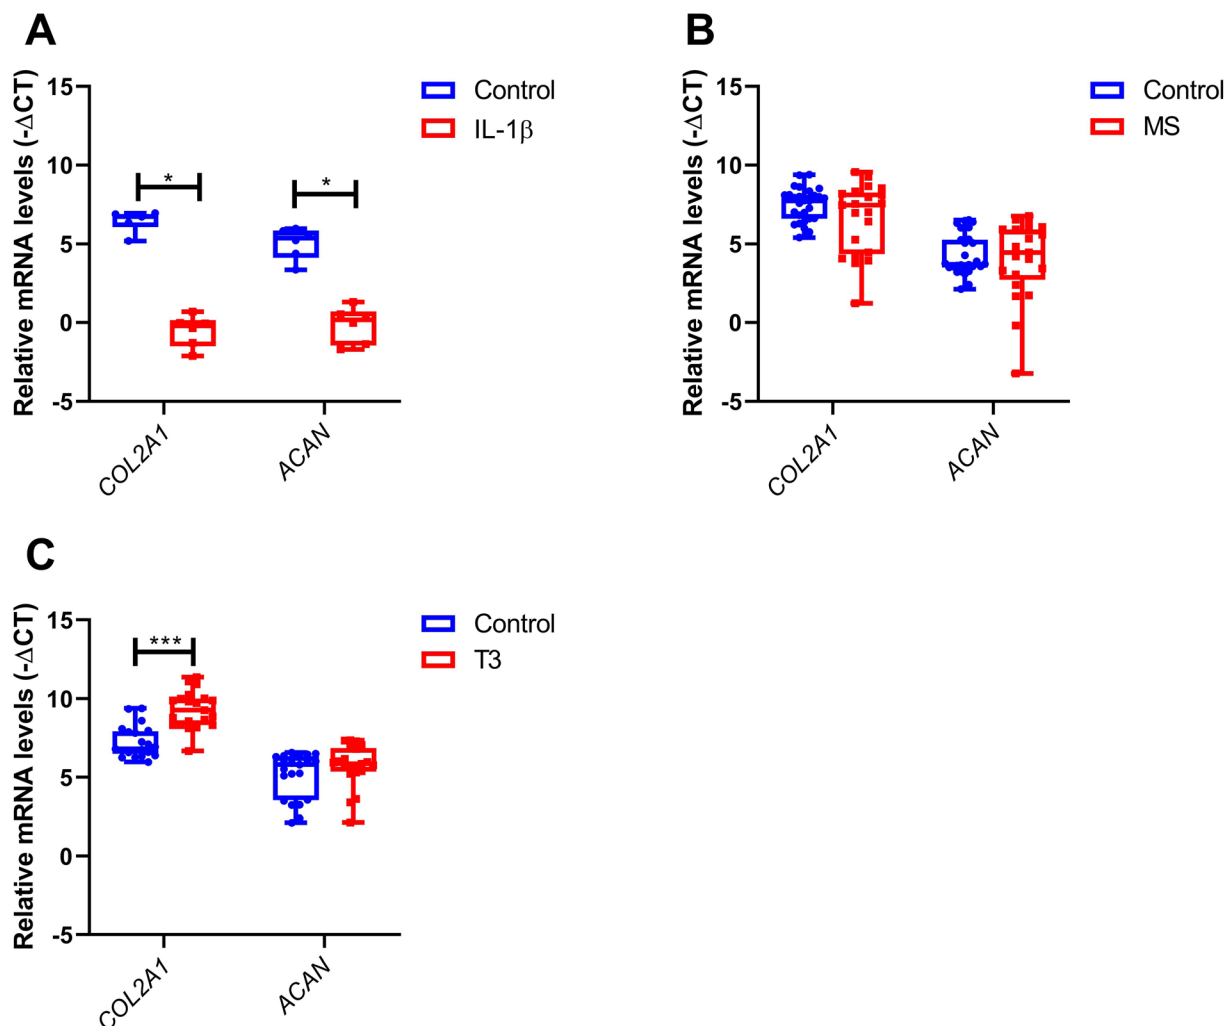 A
Relative mRNA levels (-ΔCT)
15
10
5
0
-5
*
*
COL2A1
ACAN
Control
IL-1β
B
Relative mRNA levels (-ΔCT)
15
10
5
0
-5
COL2A1
ACAN
Control
MS
C
Relative mRNA levels (-ΔCT)
15
10
5
0
-5
***
COL2A1
ACAN
Control
T3